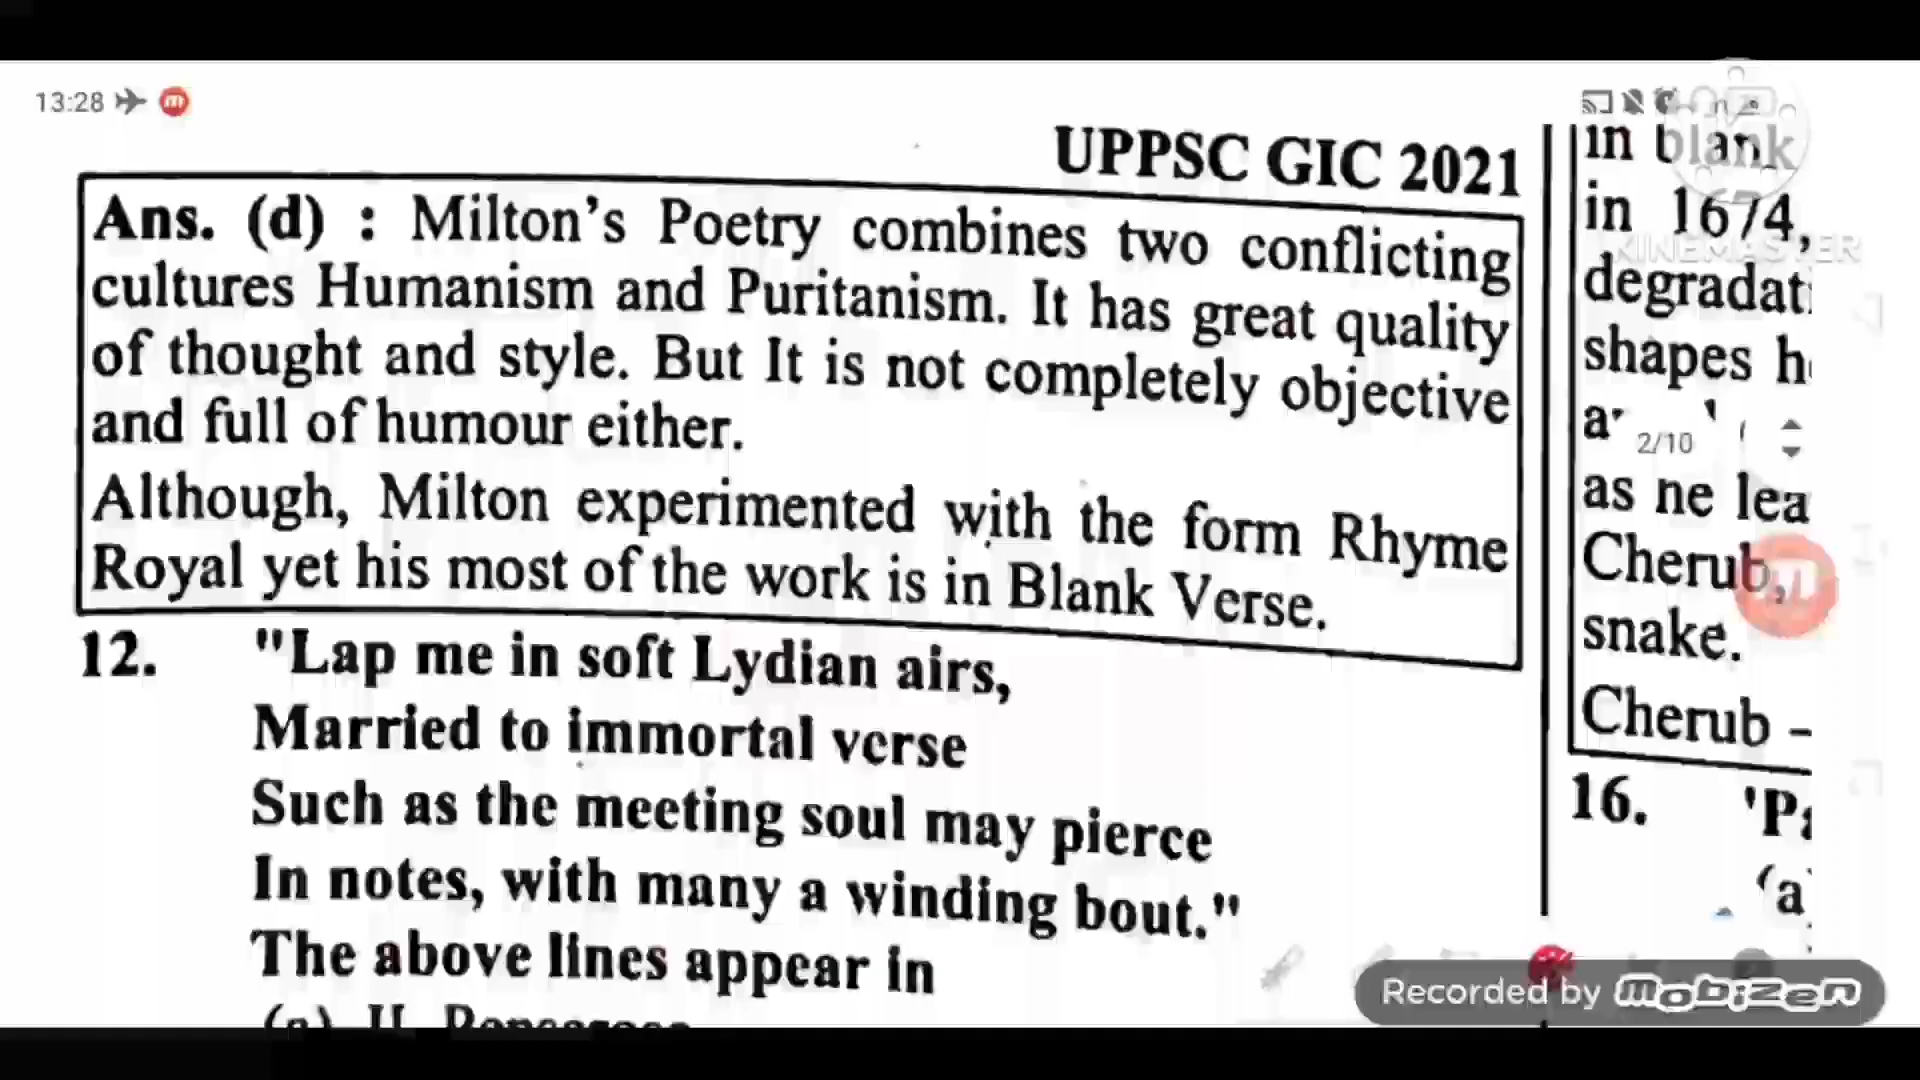 13:28
UPPSC GIC 2021
Ans. (d) : Milton's Poetry combines two conflicting
cultures Humanism and Puritanism. It has great quality
of thought and style. But It is not completely objective
and full of humour either.
Although, Milton experimented with the form Rhyme
Royal yet his most of the work is in Blank Verse.
12. "Lap me in soft Lydian airs,
Married to immortal verse
Such as the meeting soul may pierce
In notes, with many a winding bout."
The above lines appear in
in blank
in 1674,
degradat
shapes h
as ne lea
Cherub,
snake.
Cherub –
16. 'Pa
(a)
2/10
KINEMASTER
Recorded by mobizen